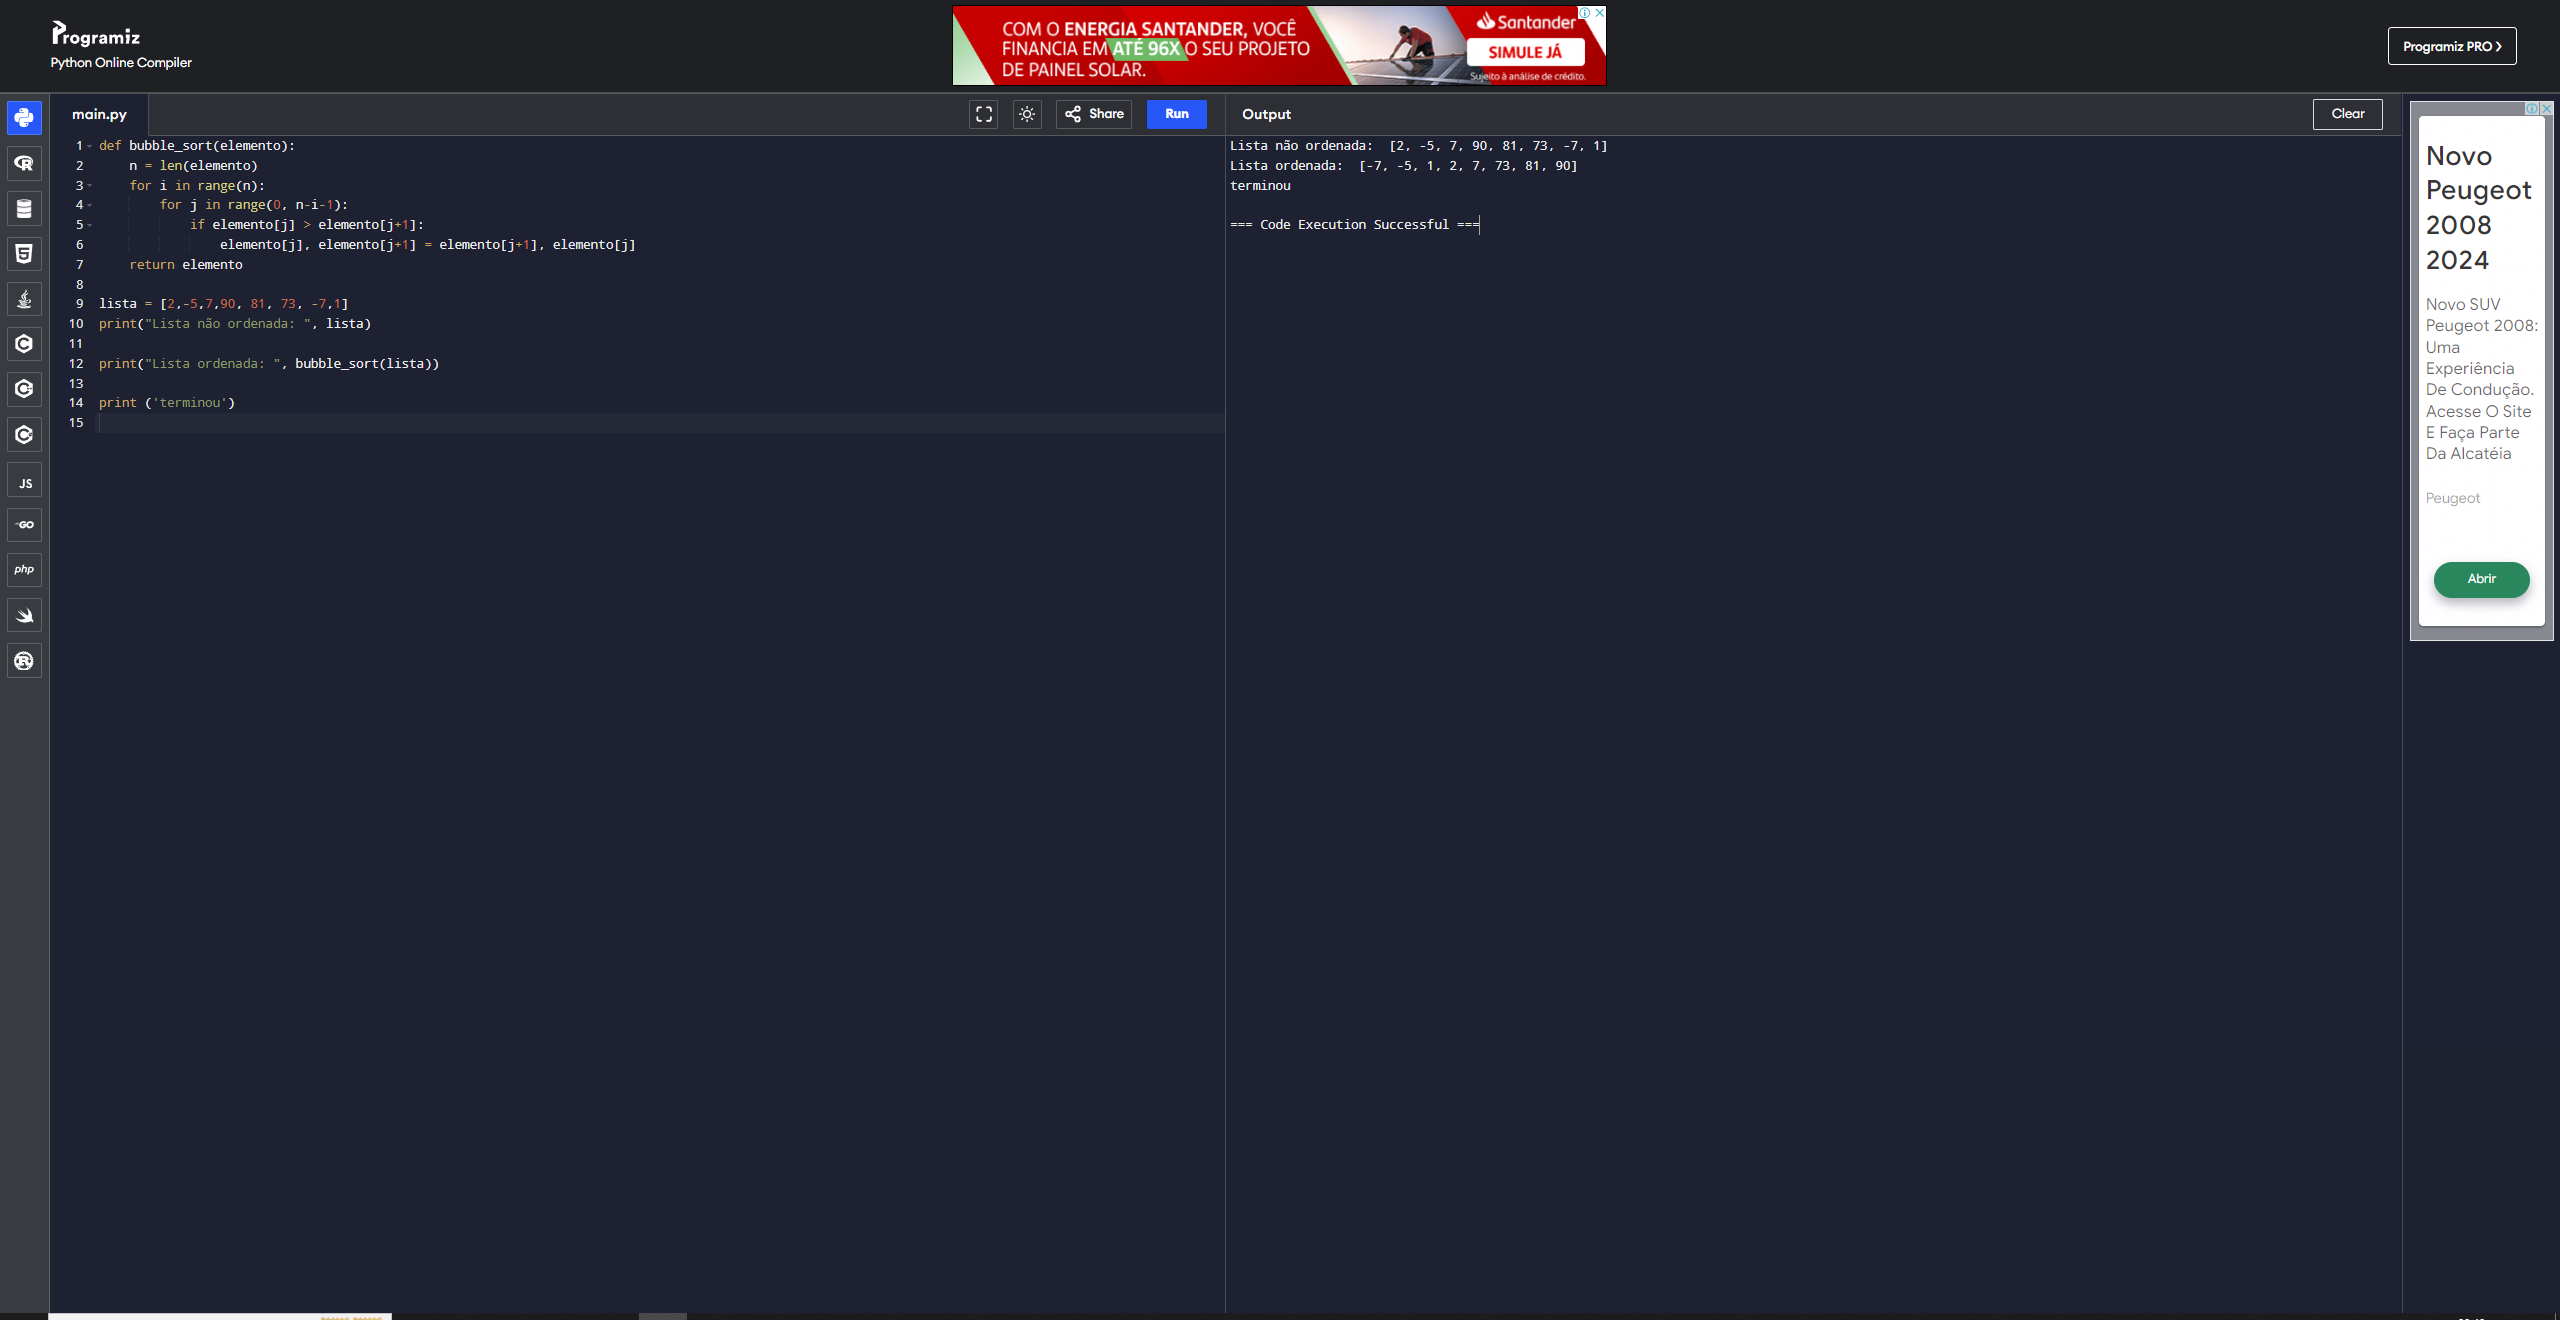 Programiz
Python Online Compiler
COM O ENERGIA SANTANDER, VOCÊ
FINANCIA EM ATÉ 96X O SEU PROJETO
DE PAINEL SOLAR.
Santander
SIMULE JÁ
Sujeito à análise de crédito.
Programiz PRO >
main.py
Share
Run
1 def bubble_sort(elemento):
2     n = len(elemento)
3     for i in range(n):
4         for j in range(0, n-i-1):
5             if elemento[j] > elemento[j+1]:
6                 elemento[j], elemento[j+1] = elemento[j+1], elemento[j]
7     return elemento
8
9 lista = [2,-5,7,90, 81, 73, -7,1]
10 print("Lista não ordenada: ", lista)
11
12 print("Lista ordenada: ", bubble_sort(lista))
13
14 print ('terminou')
15
Output
Clear
Lista não ordenada:  [2, -5, 7, 90, 81, 73, -7, 1]
Lista ordenada:  [-7, -5, 1, 2, 7, 73, 81, 90]
terminou
=== Code Execution Successful ===
R
5
C
C
C
JS
GO
php
R
Novo
Peugeot
2008
2024
Novo SUV
Peugeot 2008:
Uma
Experiência
De Condução.
Acesse O Site
E Faça Parte
Da Alcatéia
Peugeot
Abrir